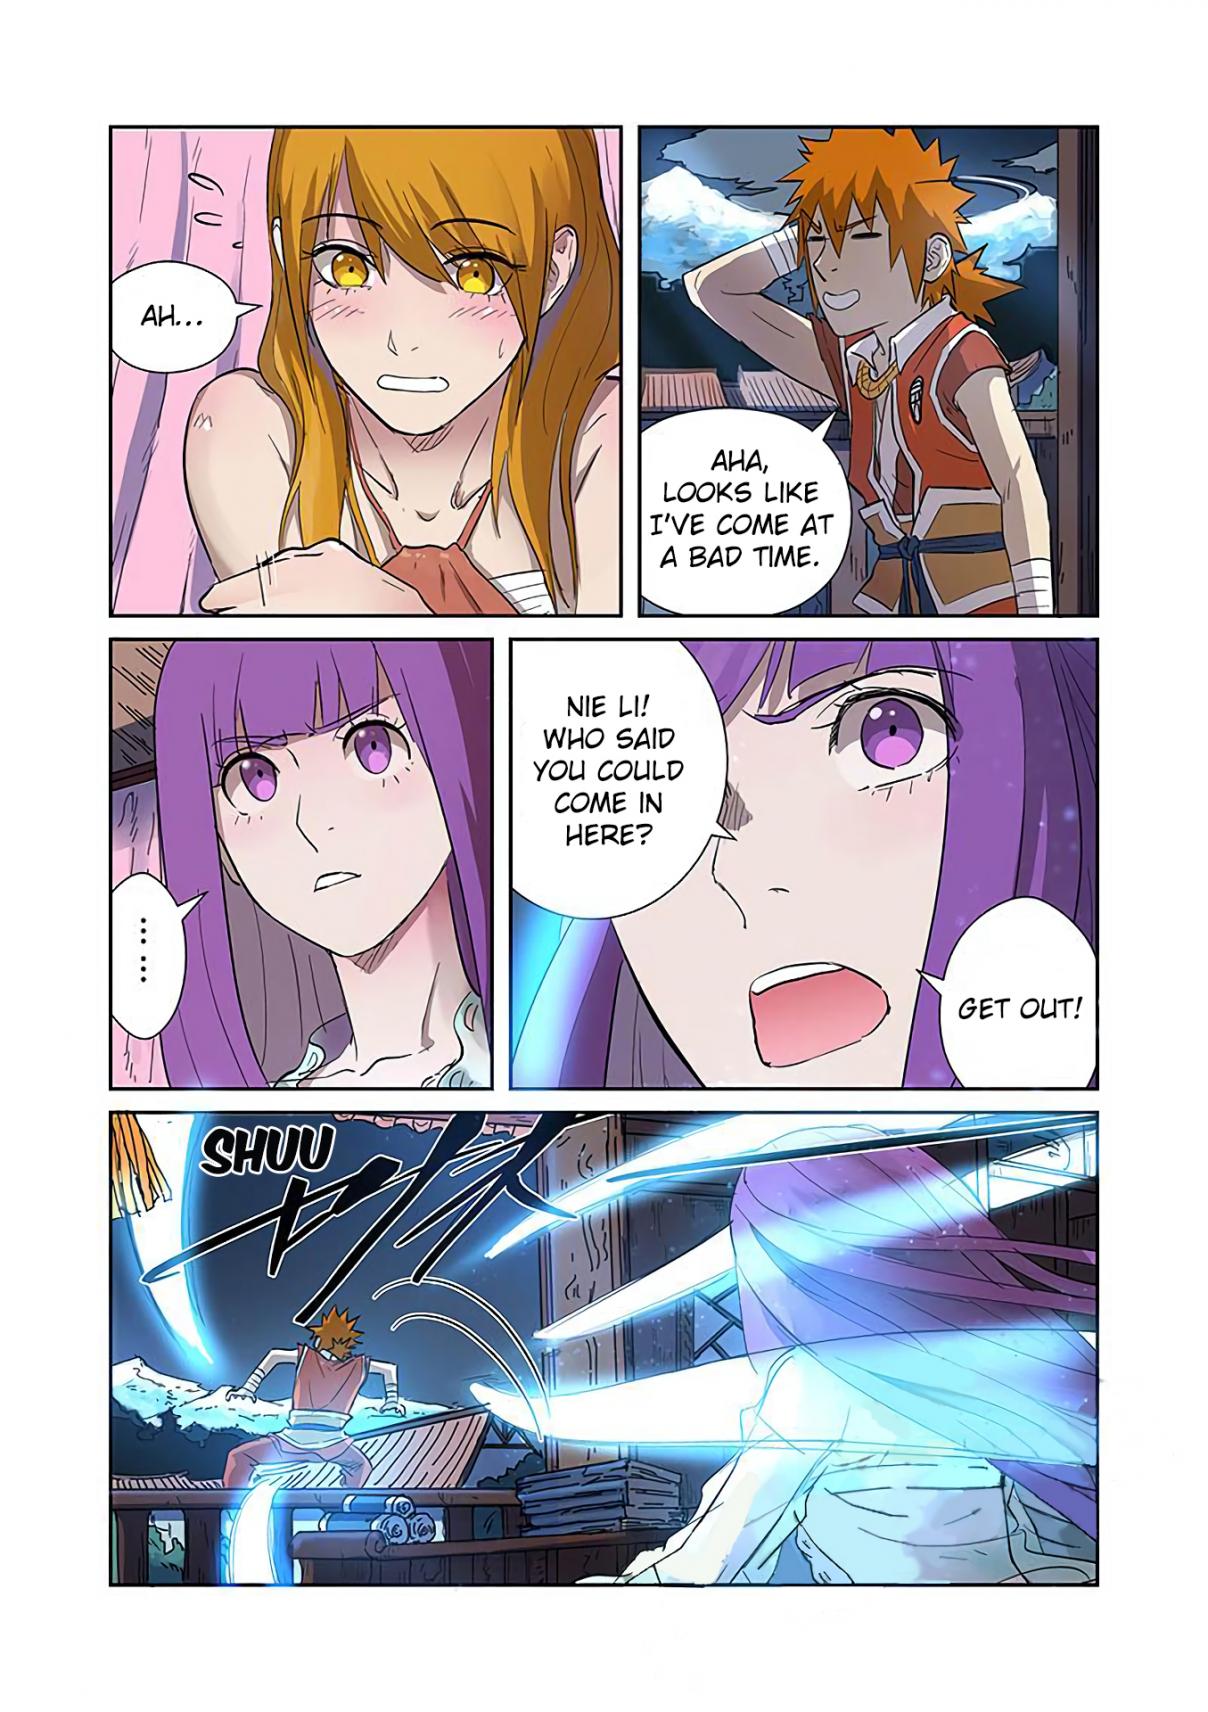 AH...
AHA,
LOOKS LIKE
I'VE COME AT
A BAD TIME.
......
NIE LI!
WHO SAID
YOU COULD
COME IN
HERE?
GET OUT!
SHUU